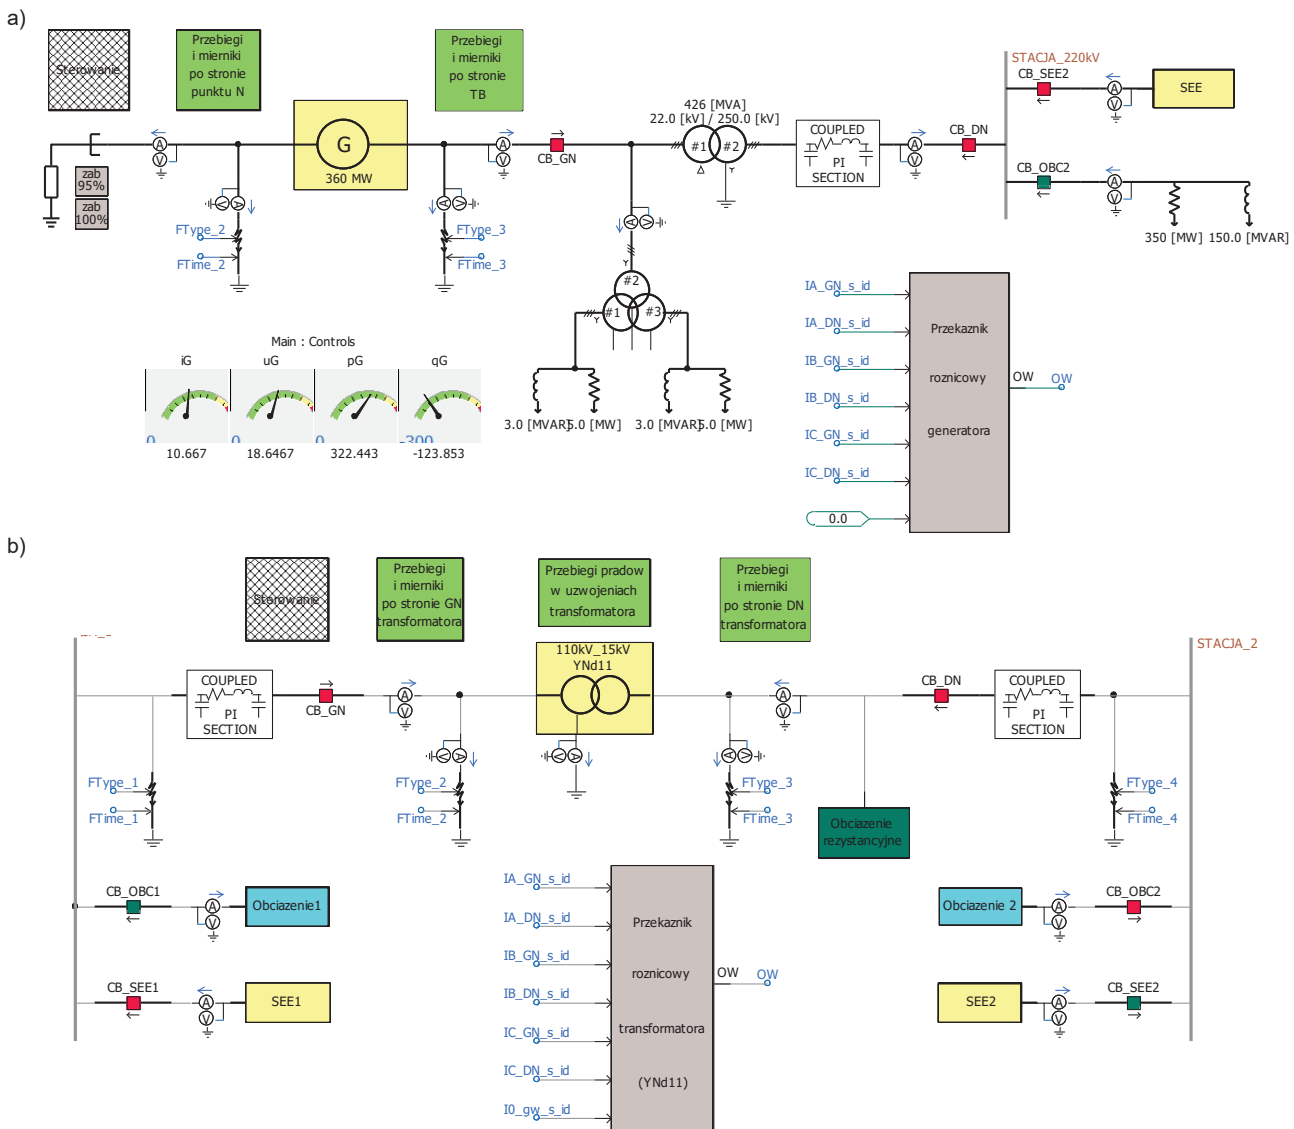 a)
Sterowanie
Przebiegi
i mierniki
po stronie
punktu N
Przebiegi
i mierniki
po stronie
TB
STACJA_220kV
CB_SEE2
SEE
426 [MVA]
22.0 [kV] / 250.0 [kV]
#1
#2
COUPLED
PI
SECTION
CB_DN
CB_OBC2
350 [MW]
150.0 [MVAR]
zab
95%
zab
100%
A
V
G
360 MW
A
V
CB_GN
A
V
A
V
A
V
V
A
A
V
A
V
FType_2
FTime_2
FType_3
FTime_3
#2
#1
#3
3.0 [MVAR]
5.0 [MW]
3.0 [MVAR]
5.0 [MW]
Main : Controls
iG
uG
pG
qG
0
0
0
-300
10.667
18.6467
322.443
-123.853
IA_GN_s_id
IA_DN_s_id
IB_GN_s_id
IB_DN_s_id
IC_GN_s_id
IC_DN_s_id
0.0
Przekaznik
roznicowy
generatora
OW
OW
b)
Sterowanie
Przebiegi
i mierniki
po stronie GN
transformatora
Przebiegi pradow
w uzwojeniach
transformatora
Przebiegi
i mierniki
po stronie DN
transformatora
STACJA_2
COUPLED
PI
SECTION
CB_GN
A
V
110kV_15kV
YNd11
A
V
CB_DN
COUPLED
PI
SECTION
V
A
V
A
A
V
FType_1
FTime_1
FType_2
FTime_2
FType_3
FTime_3
FType_4
FTime_4
Obciazenie
rezystancyjne
CB_OBC1
A
V
Obciazenie1
CB_SEE1
A
V
SEE1
IA_GN_s_id
IA_DN_s_id
IB_GN_s_id
IB_DN_s_id
IC_GN_s_id
IC_DN_s_id
I0_gw_s_id
Przekaznik
roznicowy
transformatora
(YNd11)
OW
OW
Obciazenie 2
A
V
CB_OBC2
SEE2
A
V
CB_SEE2